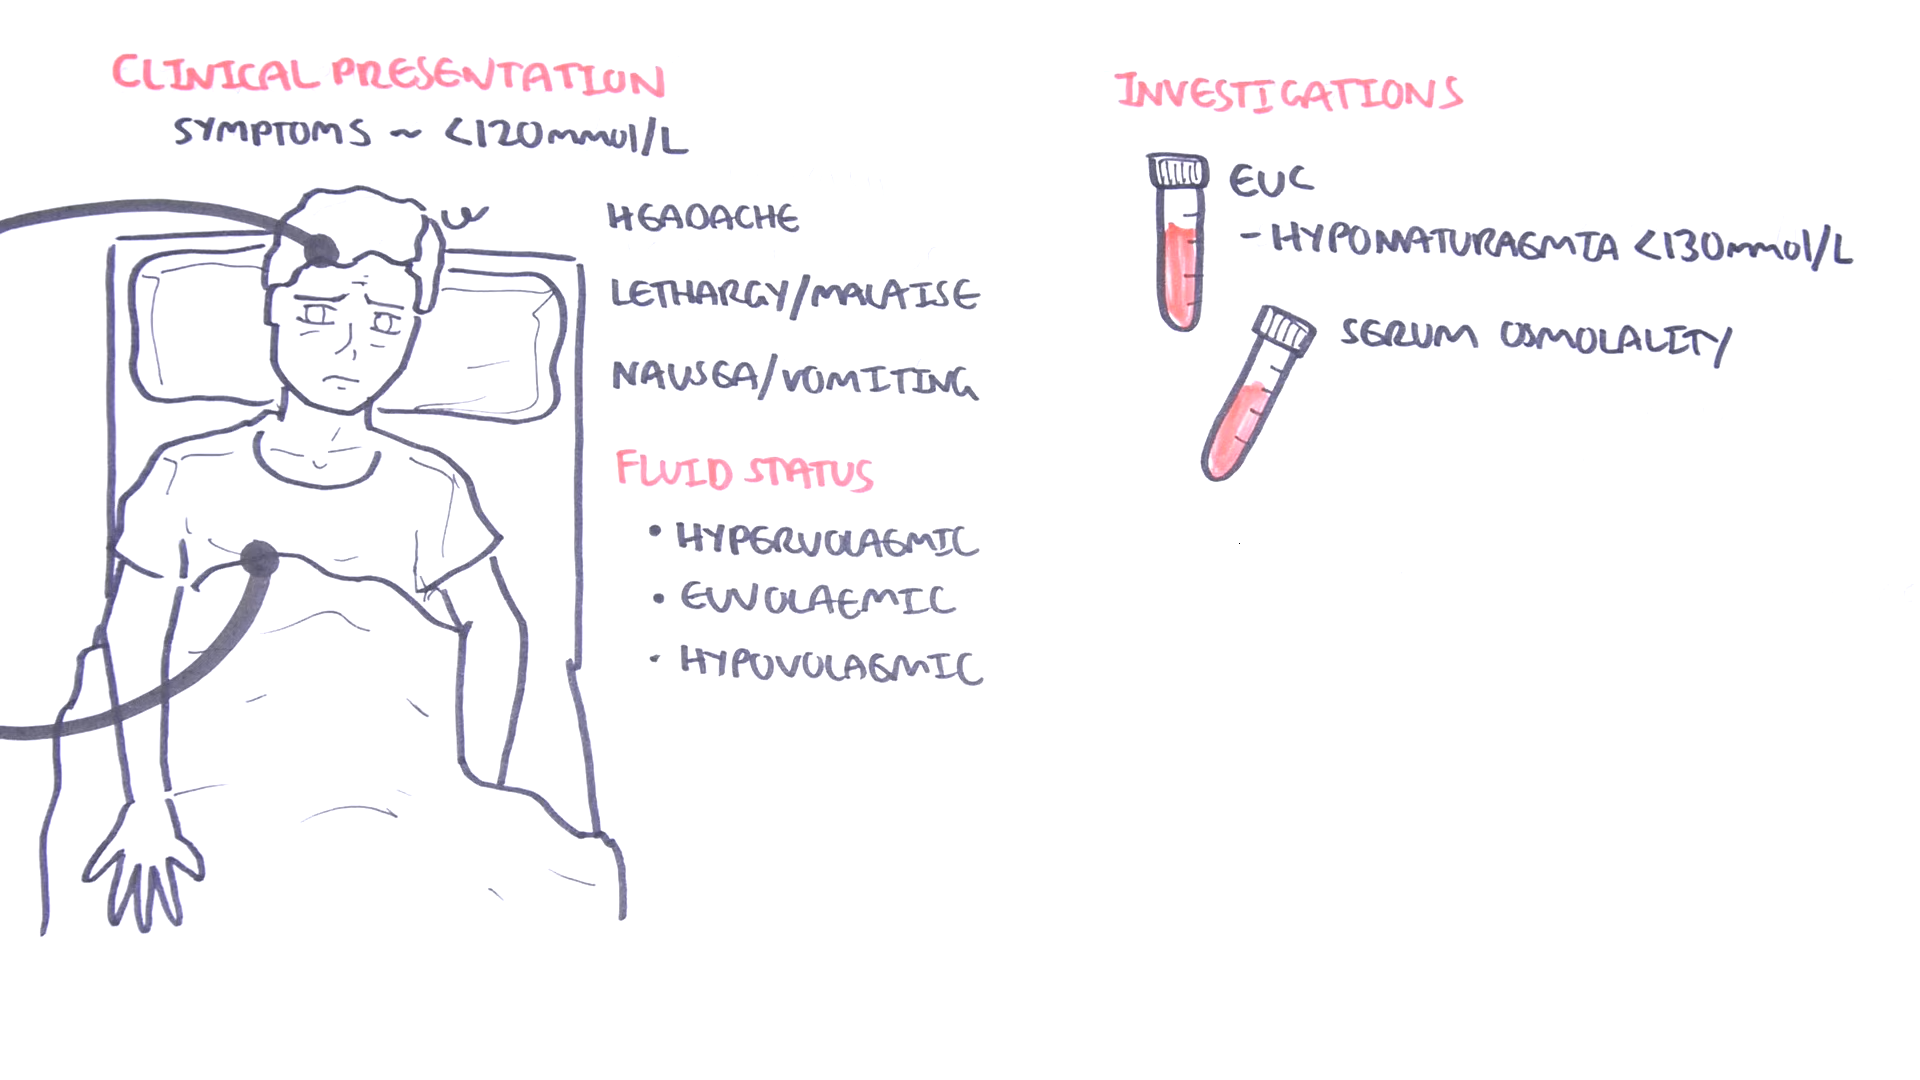 CLINICAL PRESENTATION
SYMPTOMS ~ <120mmol/L
HEADACHE
LETHARGY/MALAISE
NAUSEA/VOMITING
FLUID STATUS
• HYPERVOLAEMIC
• EUVOLAEMIC
• HYPOVOLAEMIC
INVESTIGATIONS
EUC
- HYPONATURAEMIA <130mmol/L
SERUM OSMOLALITY